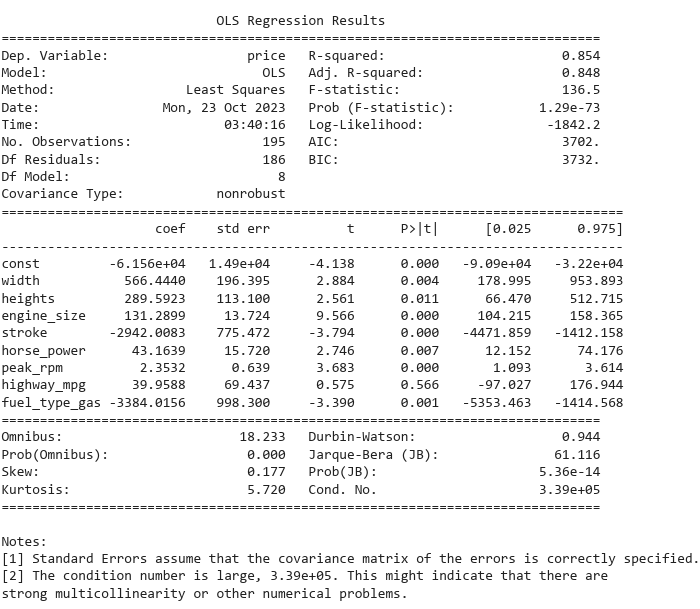 OLS Regression Results
==============================================================================
Dep. Variable:                  price   R-squared:                       0.854
Model:                            OLS   Adj. R-squared:                  0.848
Method:                 Least Squares   F-statistic:                     136.5
Date:                Mon, 23 Oct 2023   Prob (F-statistic):           1.29e-73
Time:                        03:40:16   Log-Likelihood:                -1842.2
No. Observations:                 195   AIC:                             3702.
Df Residuals:                     186   BIC:                             3732.
Df Model:                           8
Covariance Type:            nonrobust
=================================================================================
                    coef    std err          t      P>|t|      [0.025      0.975]
---------------------------------------------------------------------------------
const         -6.156e+04   1.49e+04     -4.138      0.000   -9.09e+04   -3.22e+04
width           566.4440    196.395      2.884      0.004     178.995     953.893
heights         289.5923    113.100      2.561      0.011      66.470     512.715
engine_size     131.2899     13.724      9.566      0.000     104.215     158.365
stroke        -2942.0083    775.472     -3.794      0.000   -4471.859   -1412.158
horse_power      43.1639     15.720      2.746      0.007      12.152      74.176
peak_rpm          2.3532      0.639      3.683      0.000       1.093       3.614
highway_mpg      39.9588     69.437      0.575      0.566     -97.027     176.944
fuel_type_gas -3384.0156    998.300     -3.390      0.001   -5353.463   -1414.568
==============================================================================
Omnibus:                       18.233   Durbin-Watson:                   0.944
Prob(Omnibus):                  0.000   Jarque-Bera (JB):               61.116
Skew:                           0.177   Prob(JB):                     5.36e-14
Kurtosis:                       5.720   Cond. No.                     3.39e+05
==============================================================================
Notes:
[1] Standard Errors assume that the covariance matrix of the errors is correctly specified.
[2] The condition number is large, 3.39e+05. This might indicate that there are
strong multicollinearity or other numerical problems.